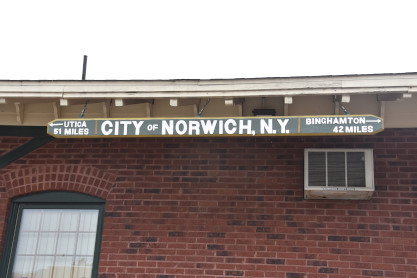 UTICA
51 MILES
CITY OF NORWICH, N.Y.
BINGHAMTON
42 MILES